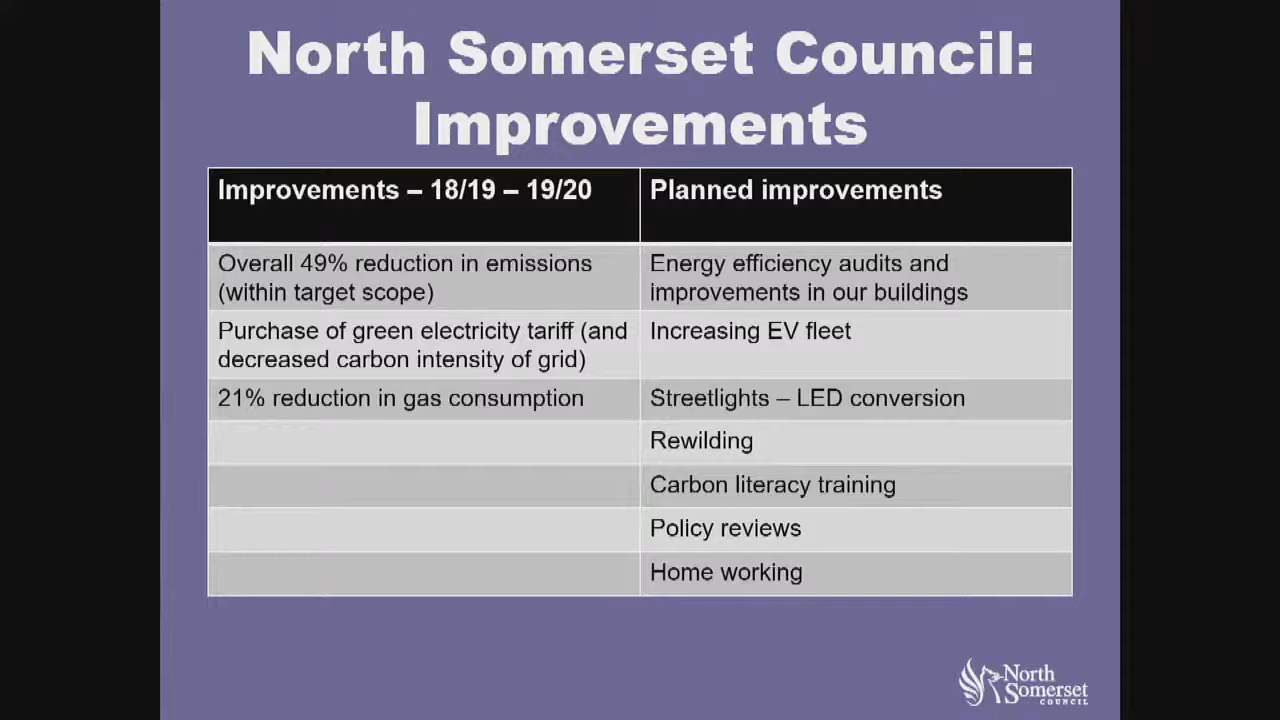 North Somerset Council:
Improvements
Improvements – 18/19 – 19/20
Planned improvements
Overall 49% reduction in emissions
(within target scope)
Energy efficiency audits and
improvements in our buildings
Purchase of green electricity tariff (and
decreased carbon intensity of grid)
Increasing EV fleet
21% reduction in gas consumption
Streetlights – LED conversion
Rewilding
Carbon literacy training
Policy reviews
Home working
North
Somerset
COUNCIL